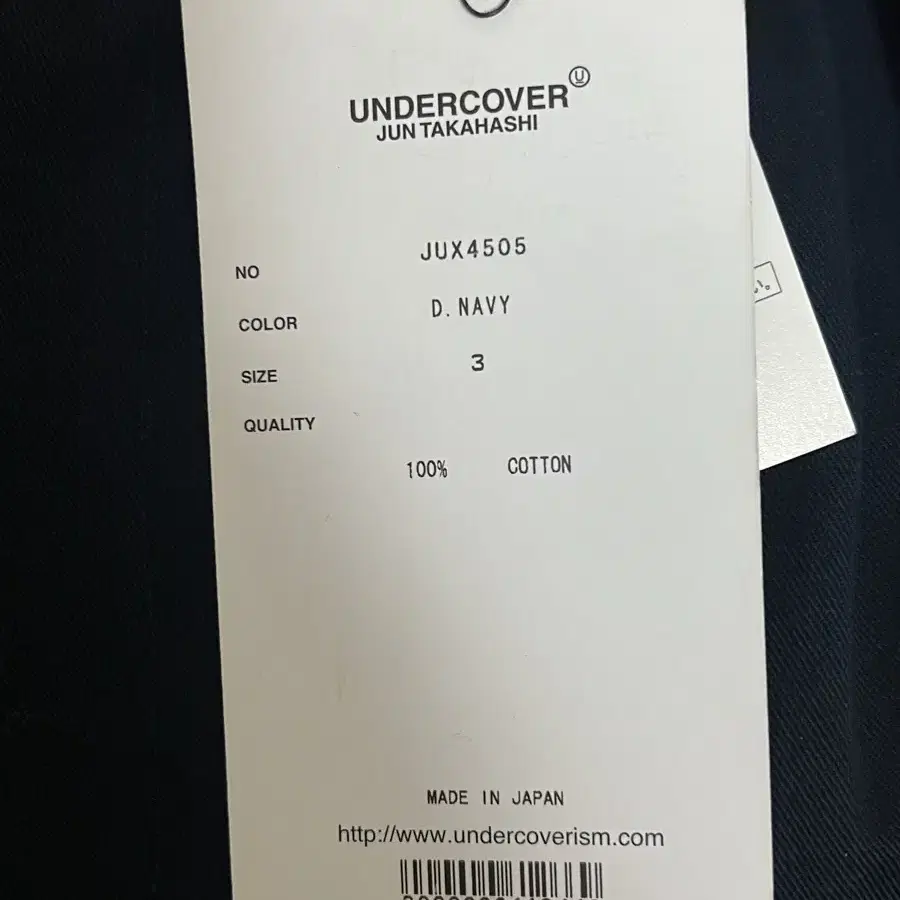 UNDERCOVER Ⓤ
JUN TAKAHASHI
NO JUX4505
COLOR D. NAVY
SIZE 3
QUALITY
100% COTTON
MADE IN JAPAN
http://www.undercoverism.com
い。